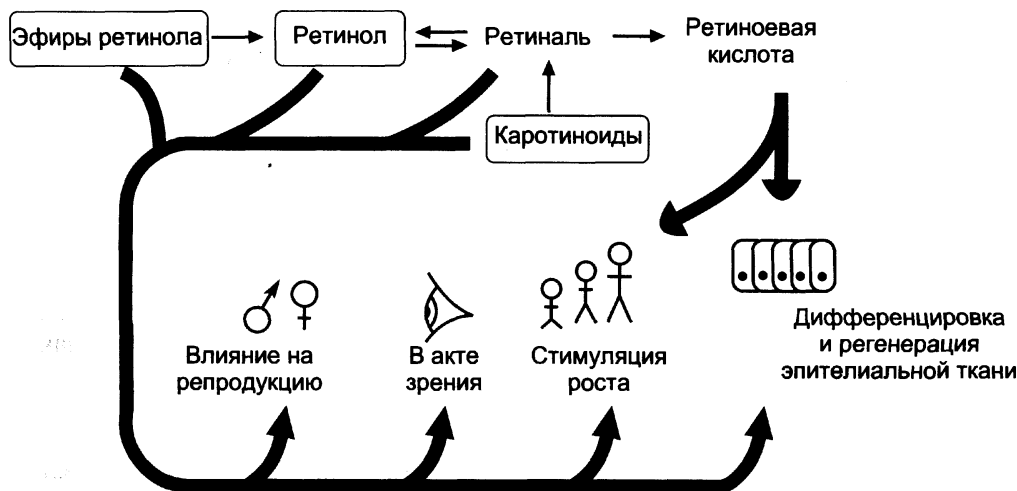 Эфиры ретинола
Ретинол
Ретиналь
Ретиноевая
кислота
Каротиноиды
Влияние на
репродукцию
В акте
зрения
Стимуляция
роста
Дифференцировка
и регенерация
эпителиальной ткани